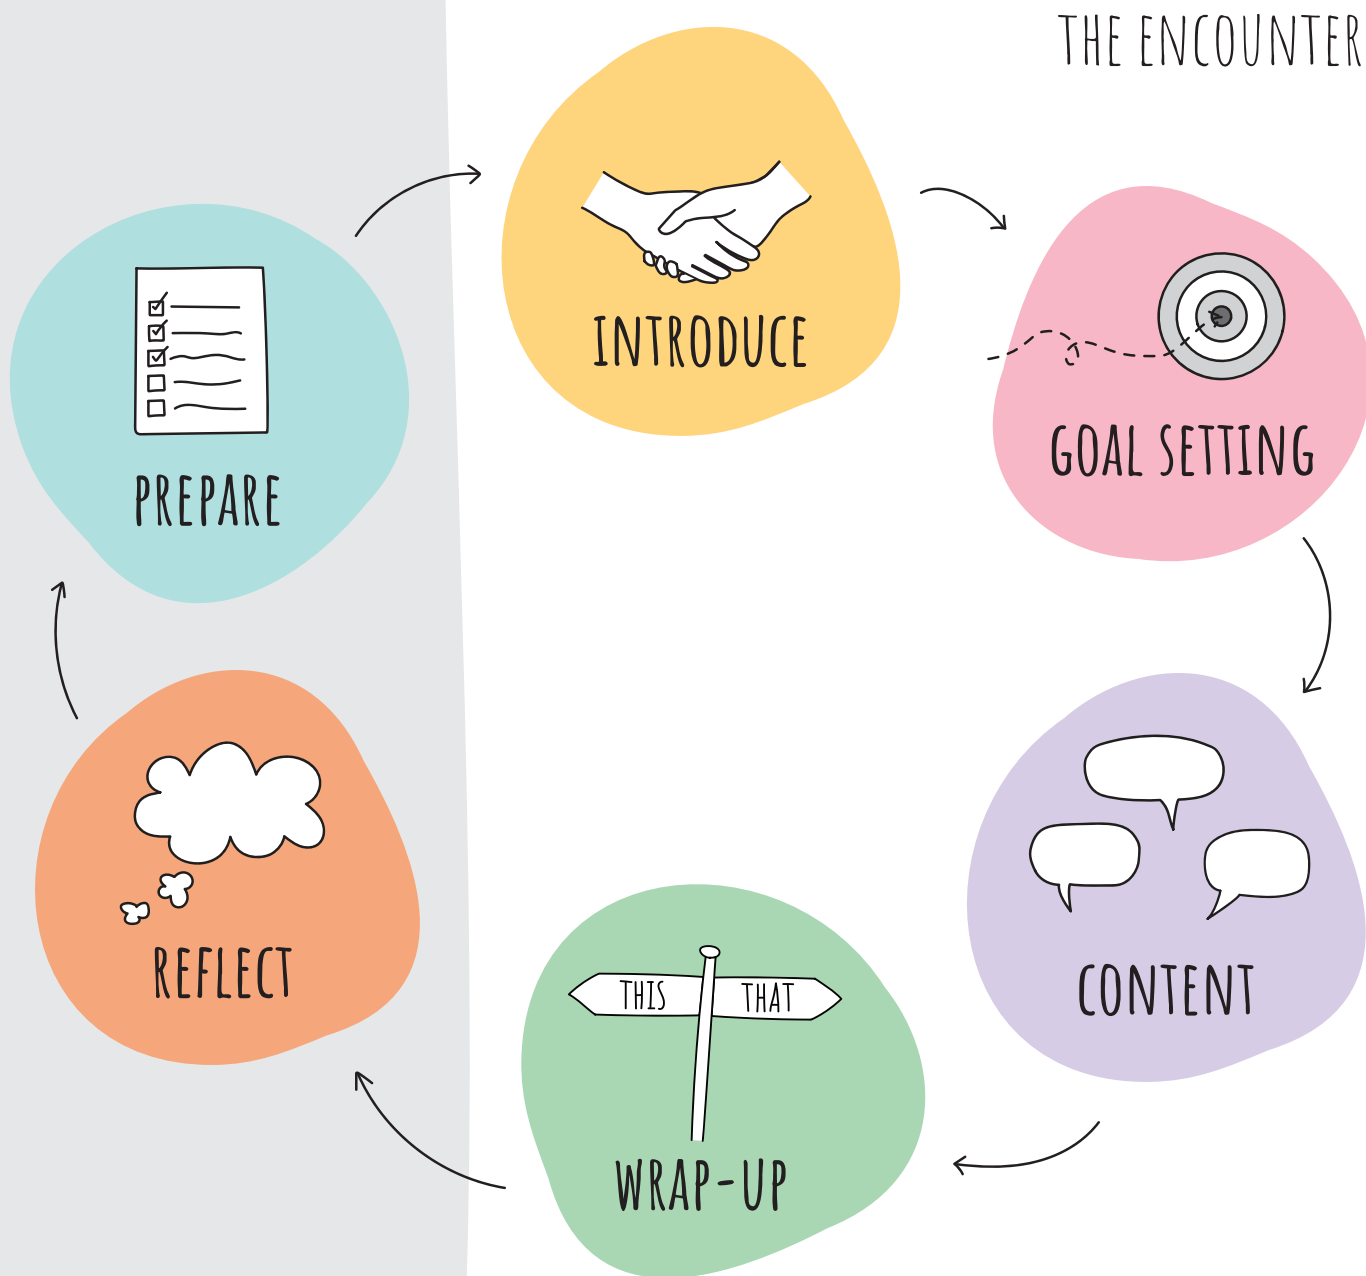 THE ENCOUNTER
INTRODUCE
GOAL SETTING
PREPARE
REFLECT
CONTENT
THIS
THAT
WRAP-UP